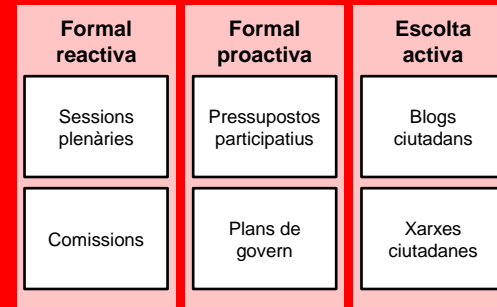 Formal
reactiva
Sessions
plenàries
Comissions
Formal
proactiva
Pressupostos
participatius
Plans de
govern
Escolta
activa
Blogs
ciutadans
Xarxes
ciutadanes